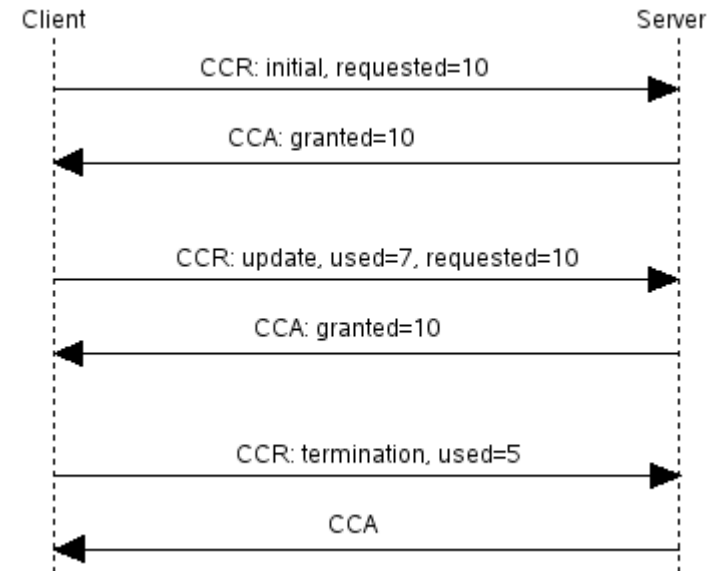 Client Server
CCR: initial, requested=10
CCA: granted=10
CCR: update, used=7, requested=10
CCA: granted=10
CCR: termination, used=5
CCA